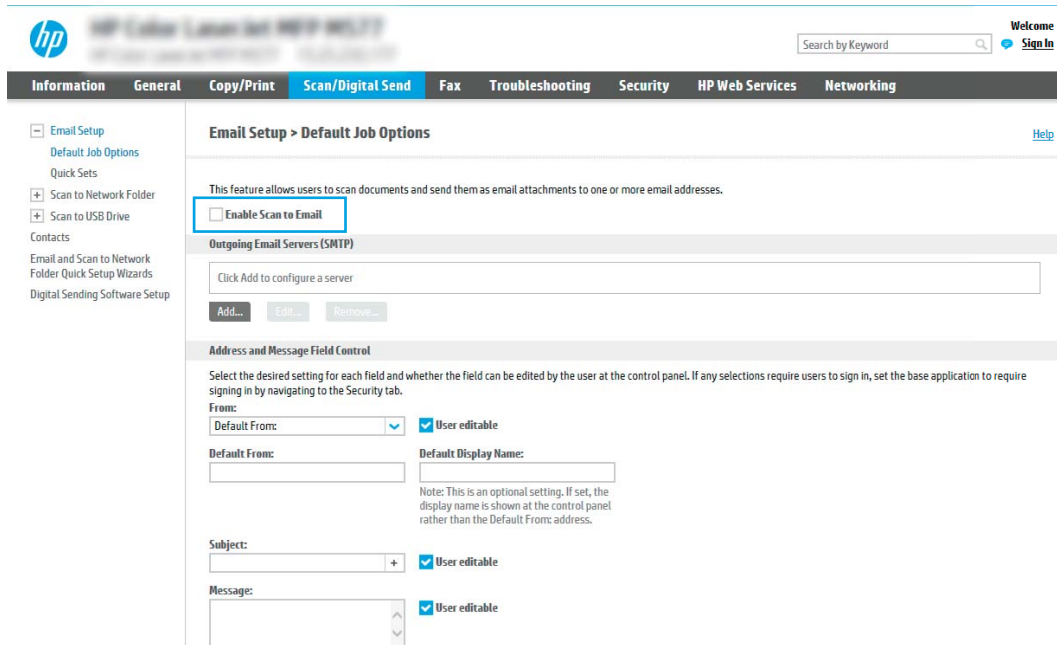 hp
Welcome
Search by Keyword
Sign In
Information General Copy/Print Scan/Digital Send Fax Troubleshooting Security HP Web Services Networking
Email Setup
Default Job Options
Quick Sets
Scan to Network Folder
Scan to USB Drive
Contacts
Email and Scan to Network
Folder Quick Setup Wizards
Digital Sending Software Setup
Email Setup > Default Job Options
Help
This feature allows users to scan documents and send them as email attachments to one or more email addresses.
Enable Scan to Email
Outgoing Email Servers (SMTP)
Click Add to configure a server
Add... Edit... Remove...
Address and Message Field Control
Select the desired setting for each field and whether the field can be edited by the user at the control panel. If any selections require users to sign in, set the base application to require
signing in by navigating to the Security tab.
From:
Default From: User editable
Default From: Default Display Name:
Note: This is an optional setting. If set, the
display name is shown at the control panel
rather than the Default From: address.
Subject:
+ User editable
Message:
User editable